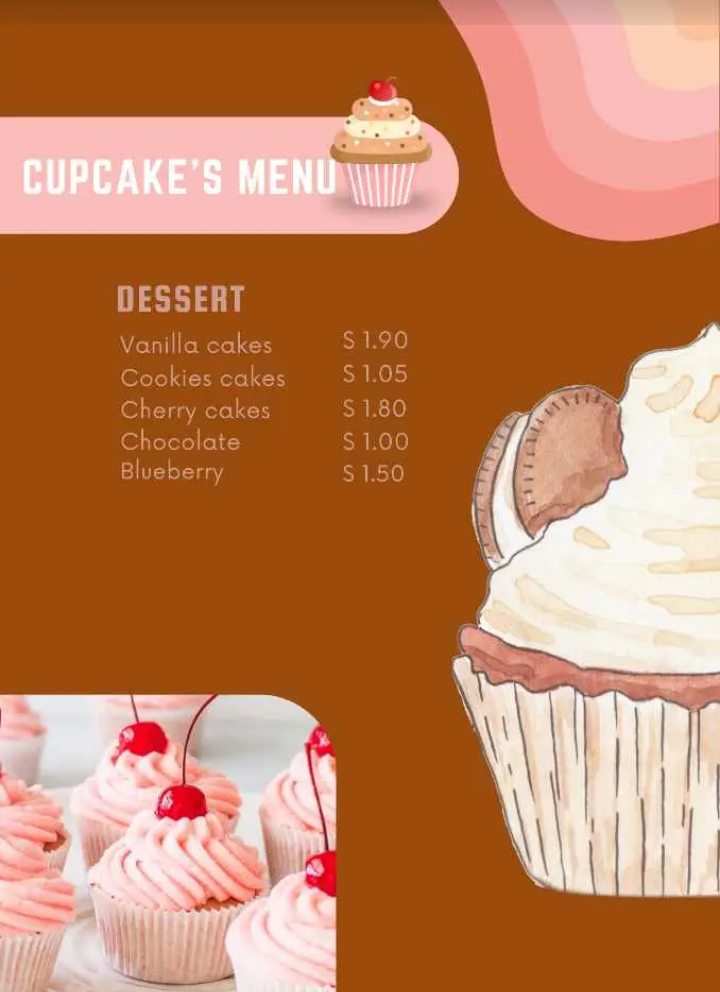 CUPCAKE'S MENU
DESSERT
Vanilla cakes $ 1.90
Cookies cakes $ 1.05
Cherry cakes $ 1.80
Chocolate $ 1.00
Blueberry $ 1.50